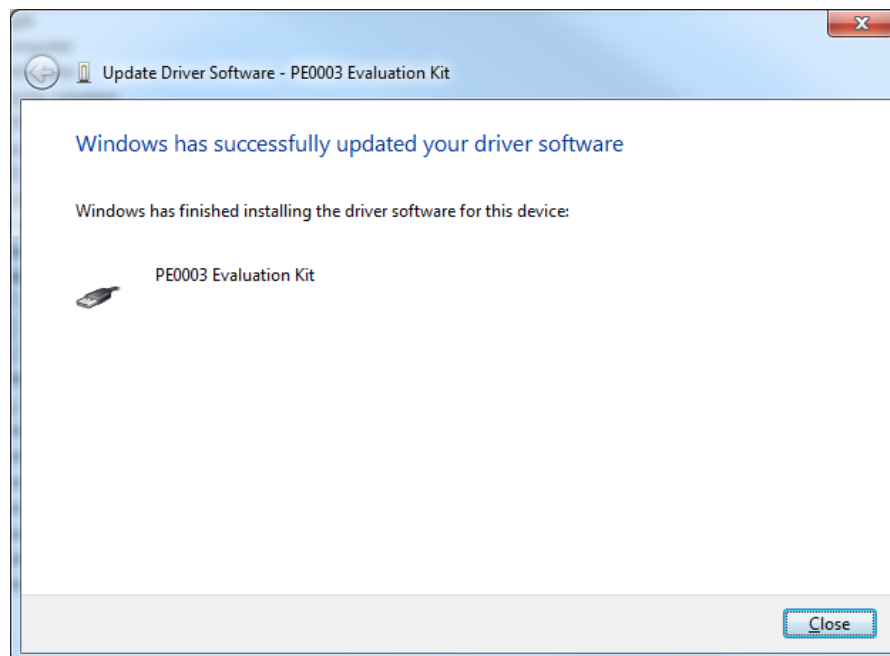 Update Driver Software - PE0003 Evaluation Kit
Windows has successfully updated your driver software
Windows has finished installing the driver software for this device:
PE0003 Evaluation Kit
Close